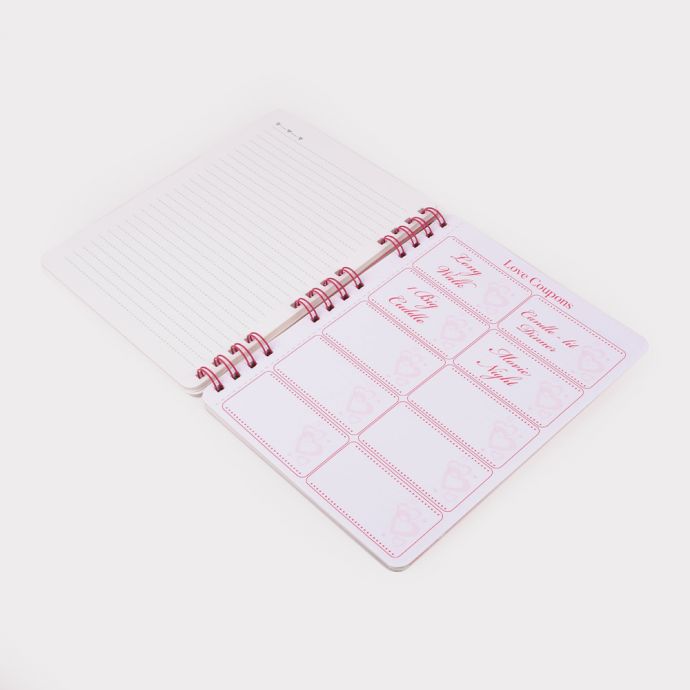 Love Coupons
Long
Walk
Candle - lit
Dinner
1 Big
Cuddle
Movie
Night